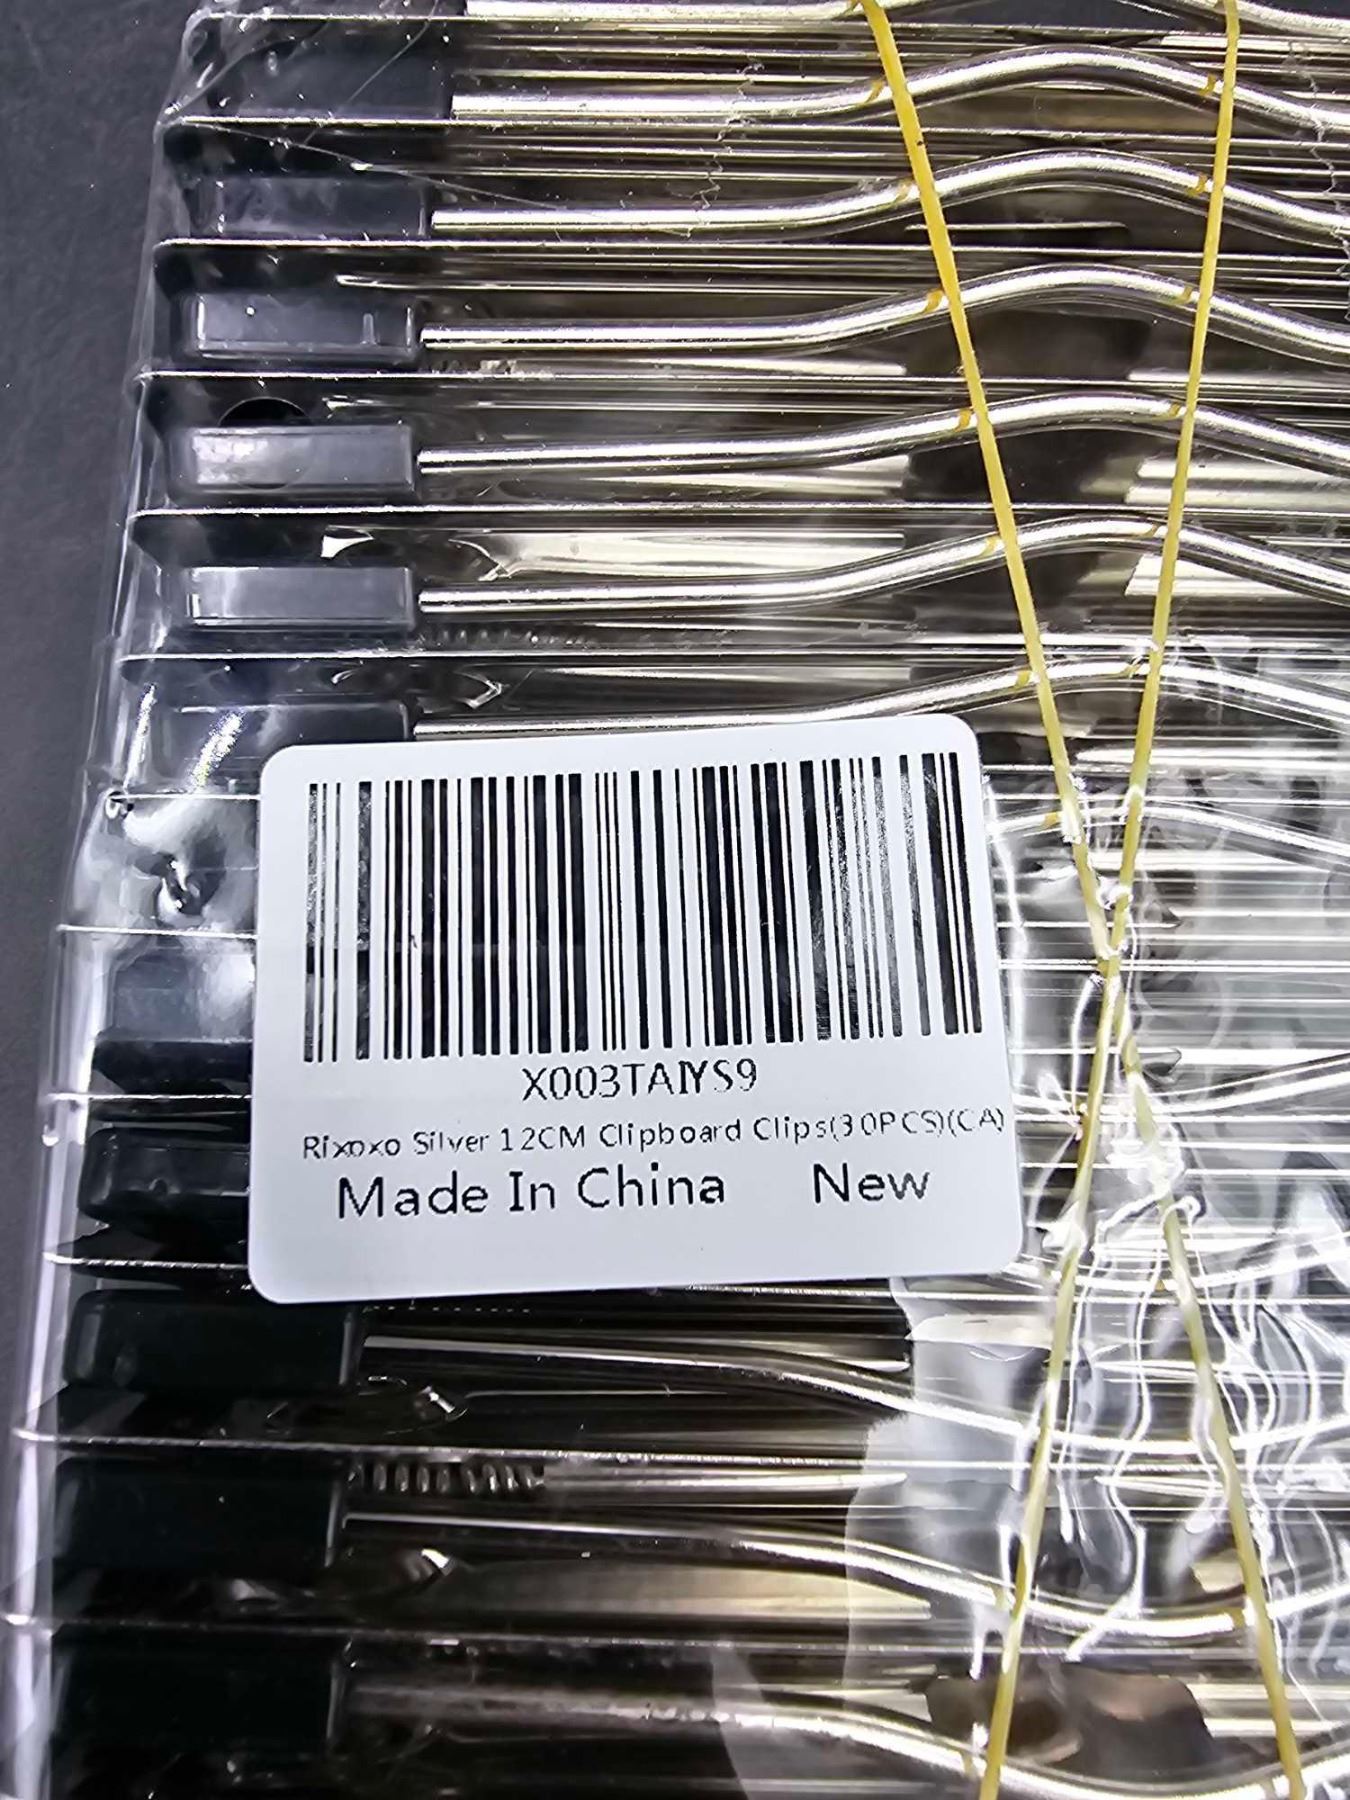 X003TAIYS9
Rixoxo Silver 12CM Clipboard Clips(30PCS)(CA)
Made In China New